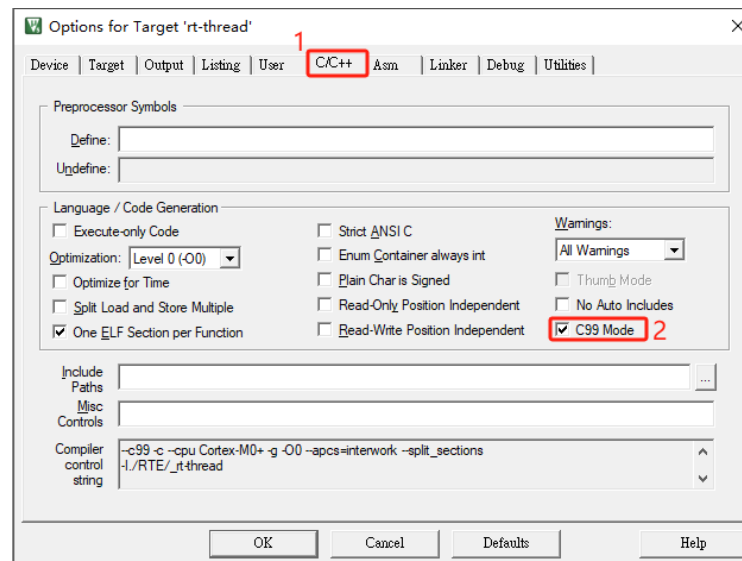 Options for Target 'rt-thread'
1
Device | Target | Output | Listing | User | C/C++ | Asm | Linker | Debug | Utilities
Preprocessor Symbols
Define:
Undefine:
Language / Code Generation
Execute-only Code
Optimization: Level 0 (-O0)
Optimize for Time
Split Load and Store Multiple
One ELF Section per Function
Strict ANSI C
Enum Container always int
Plain Char is Signed
Read-Only Position Independent
Read-Write Position Independent
Warnings:
All Warnings
Thumb Mode
No Auto Includes
C99 Mode 2
Include
Paths
...
Misc
Controls
Compiler
control
string
--c99 -c --cpu Cortex-M0+ -g -O0 --apcs=interwork --split_sections
-I./RTE/_rt-thread
OK
Cancel
Defaults
Help